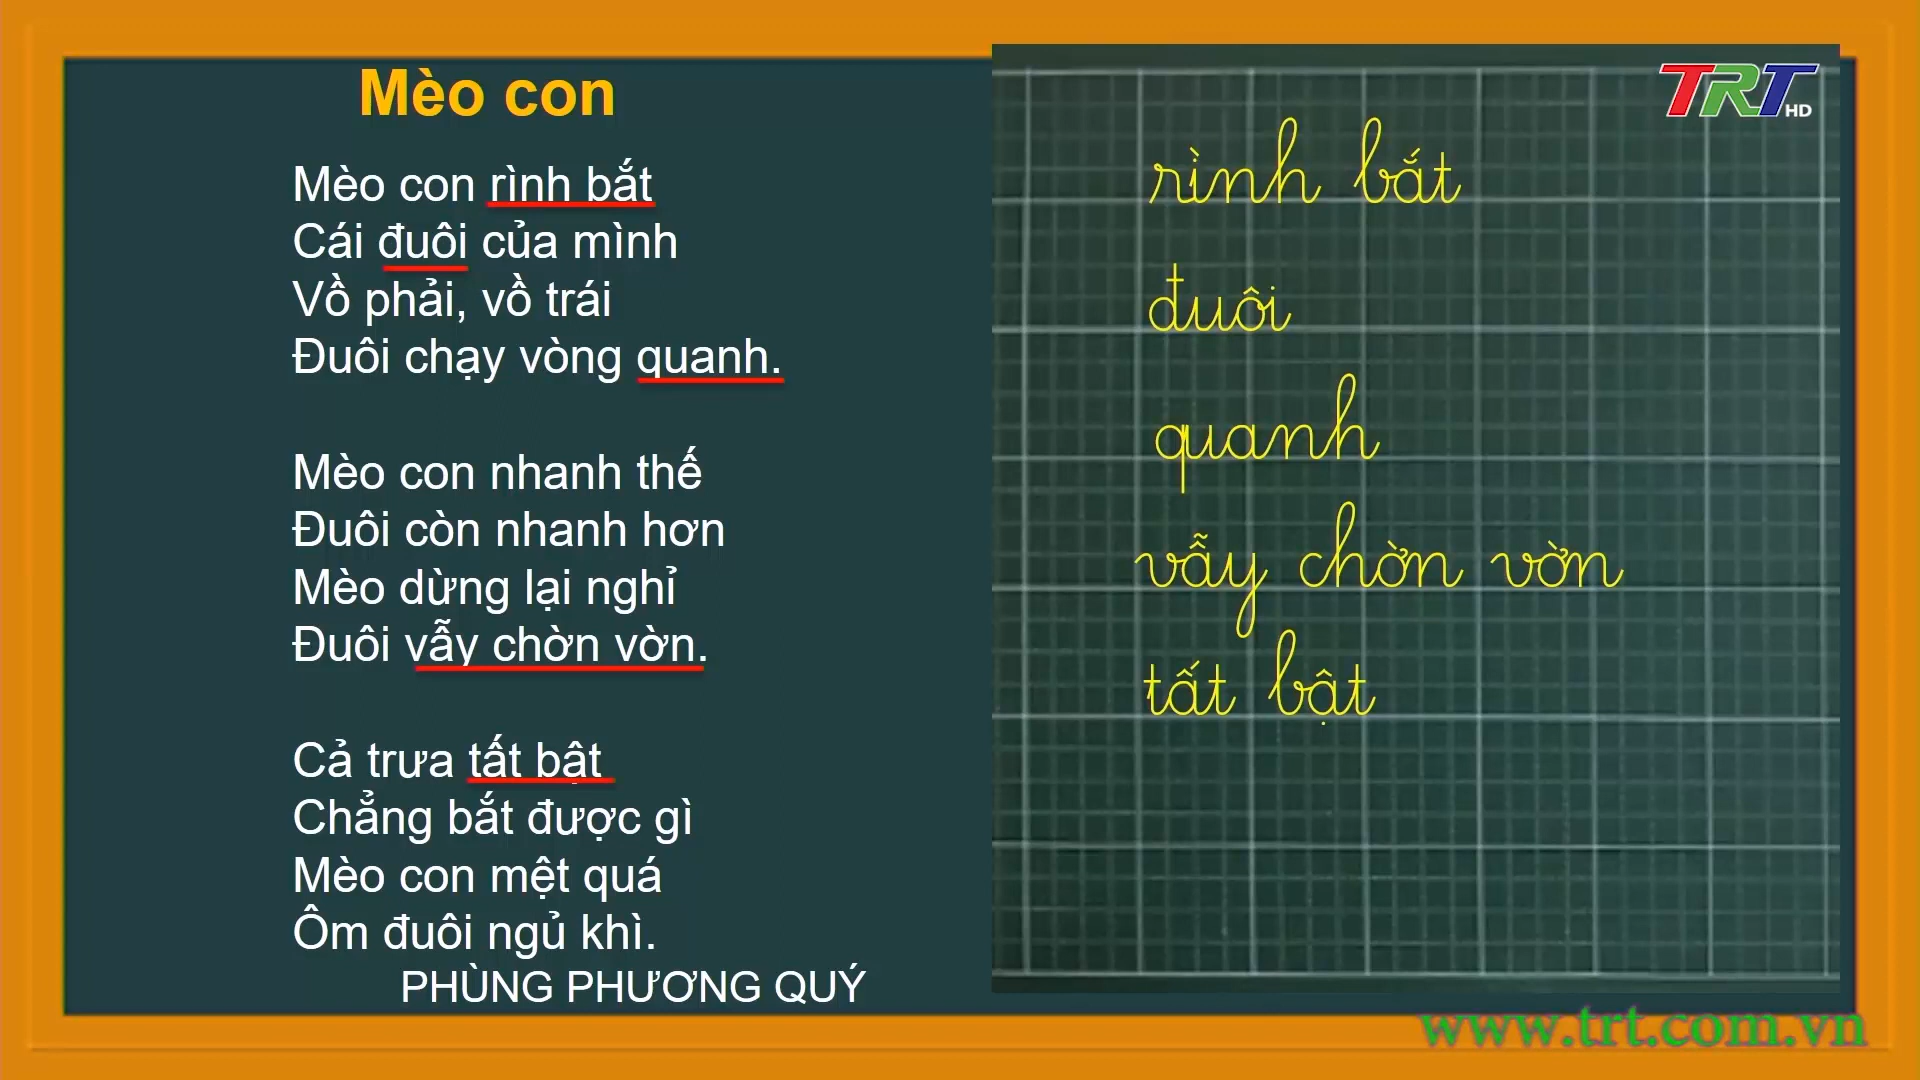 Mèo con
Mèo con rình bắt
Cái đuôi của mình
Vồ phải, vồ trái
Đuôi chạy vòng quanh.
Mèo con nhanh thế
Đuôi còn nhanh hơn
Mèo dừng lại nghỉ
Đuôi vẫy chờn vờn.
Cả trưa tất bật
Chẳng bắt được gì
Mèo con mệt quá
Ôm đuôi ngủ khì.
PHÙNG PHƯƠNG QUÝ
TRT HD
rình bắt
đuôi
quanh
vẫy chờn vờn
tất bật
www.trt.com.vn